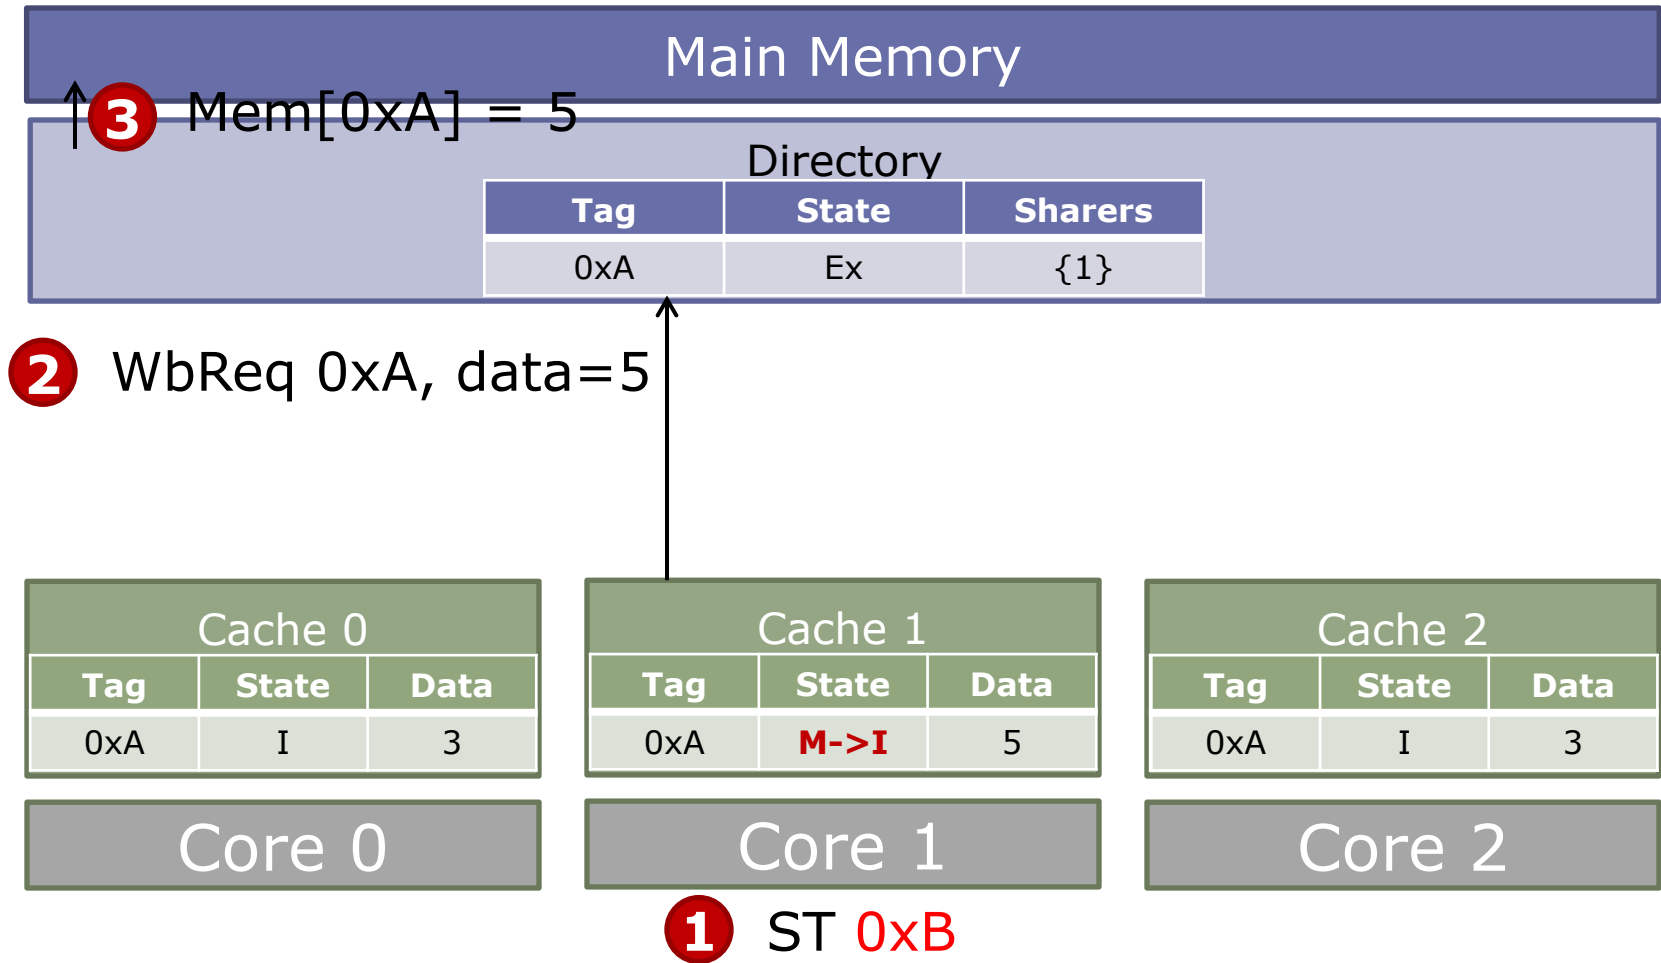 Main Memory
3 Mem[0xA] = 5
Directory
Tag State Sharers
0xA Ex {1}
2 WbReq 0xA, data=5
Cache 0 Cache 1 Cache 2
Tag State Data Tag State Data Tag State Data
0xA I 3 0xA M->I 5 0xA I 3
Core 0 Core 1 Core 2
1 ST 0xB